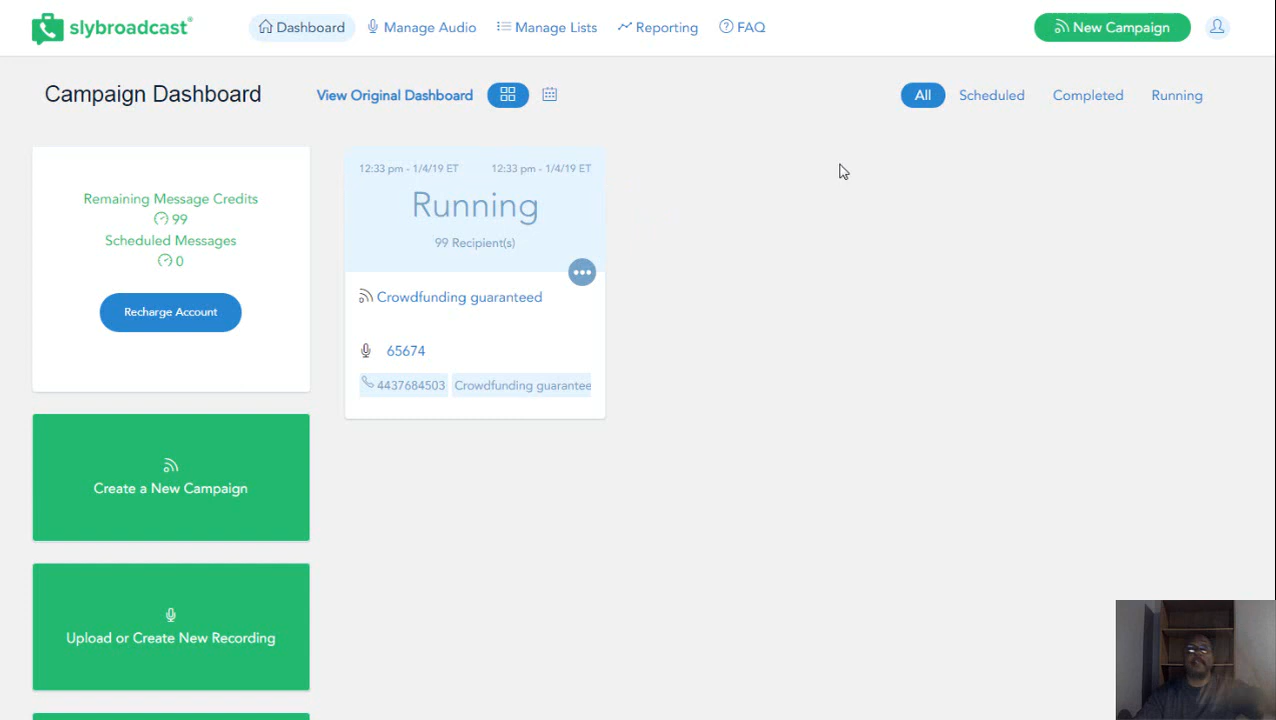 slybroadcast®
Dashboard
Manage Audio
Manage Lists
Reporting
FAQ
New Campaign
Campaign Dashboard
View Original Dashboard
All
Scheduled
Completed
Running
Remaining Message Credits
99
Scheduled Messages
0
Recharge Account
12:33 pm - 1/4/19 ET
12:33 pm - 1/4/19 ET
Running
99 Recipient(s)
Crowdfunding guaranteed
65674
4437684503
Crowdfunding guarantee
Create a New Campaign
Upload or Create New Recording